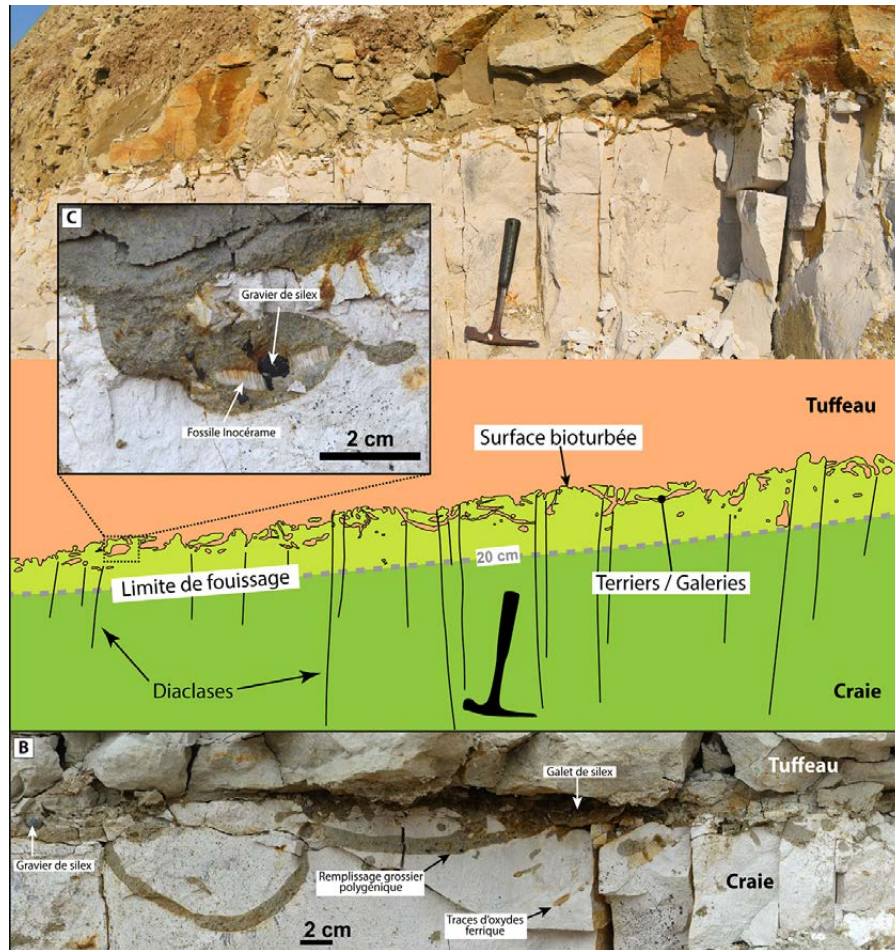 C
Gravier de silex
Fossile Inocérame
2 cm
Tuffeau
Surface bioturbée
20 cm
Limite de fouissage
Terriers / Galeries
Diaclases
Craie
B
Tuffeau
Galet de silex
Gravier de silex
Remplissage grossier
polygénique
Craie
Traces d'oxydes
ferrique
2 cm